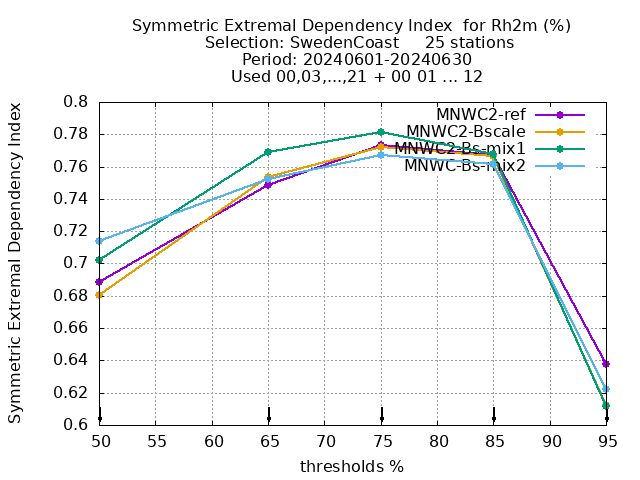 Symmetric Extremal Dependency Index  for Rh2m (%)
Selection: SwedenCoast     25 stations
Period: 20240601-20240630
Used 00,03,...,21 + 00 01 ... 12
Symmetric Extremal Dependency Index
0.8
0.78
0.76
0.74
0.72
0.7
0.68
0.66
0.64
0.62
0.6
MNWC2-ref
MNWC2-Bscale
MNWC2-Bs-mix1
MNWC-Bs-mix2
50 55 60 65 70 75 80 85 90 95
thresholds %